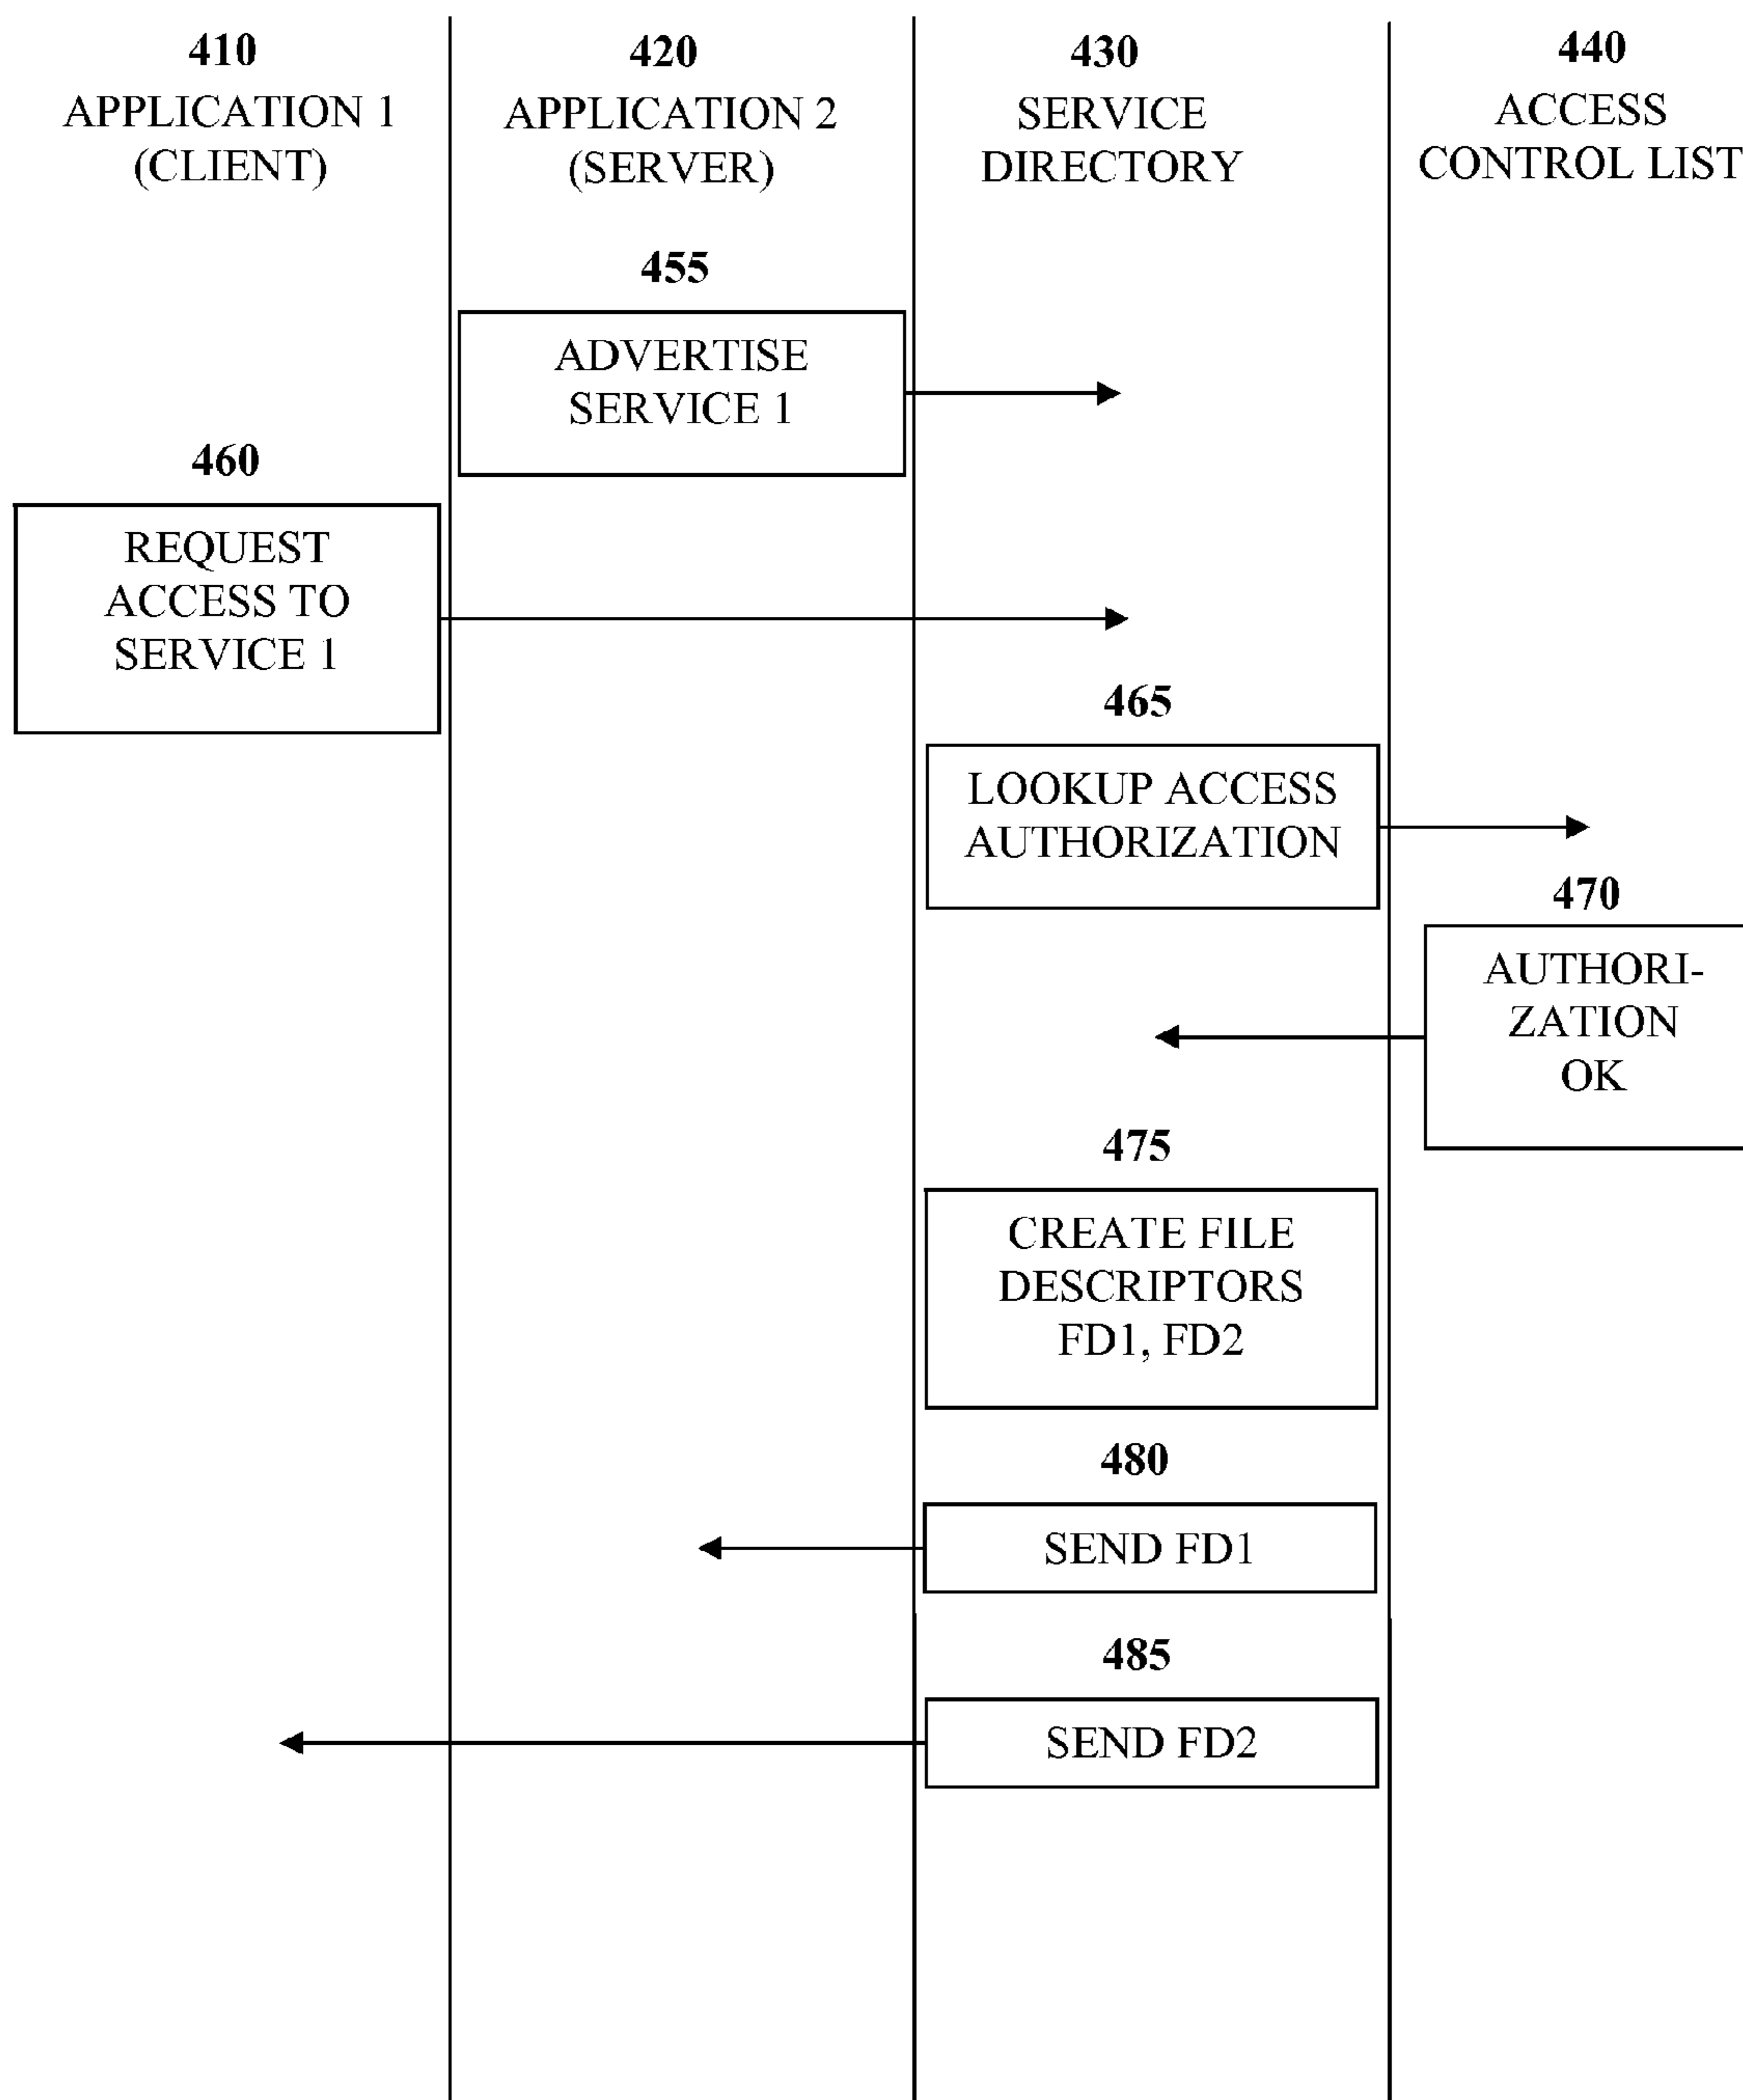 410
APPLICATION 1
(CLIENT)
420
APPLICATION 2
(SERVER)
430
SERVICE
DIRECTORY
440
ACCESS
CONTROL LIST
455
ADVERTISE
SERVICE 1
460
REQUEST
ACCESS TO
SERVICE 1
465
LOOKUP ACCESS
AUTHORIZATION
470
AUTHORI-
ZATION
OK
475
CREATE FILE
DESCRIPTORS
FD1, FD2
480
SEND FD1
485
SEND FD2